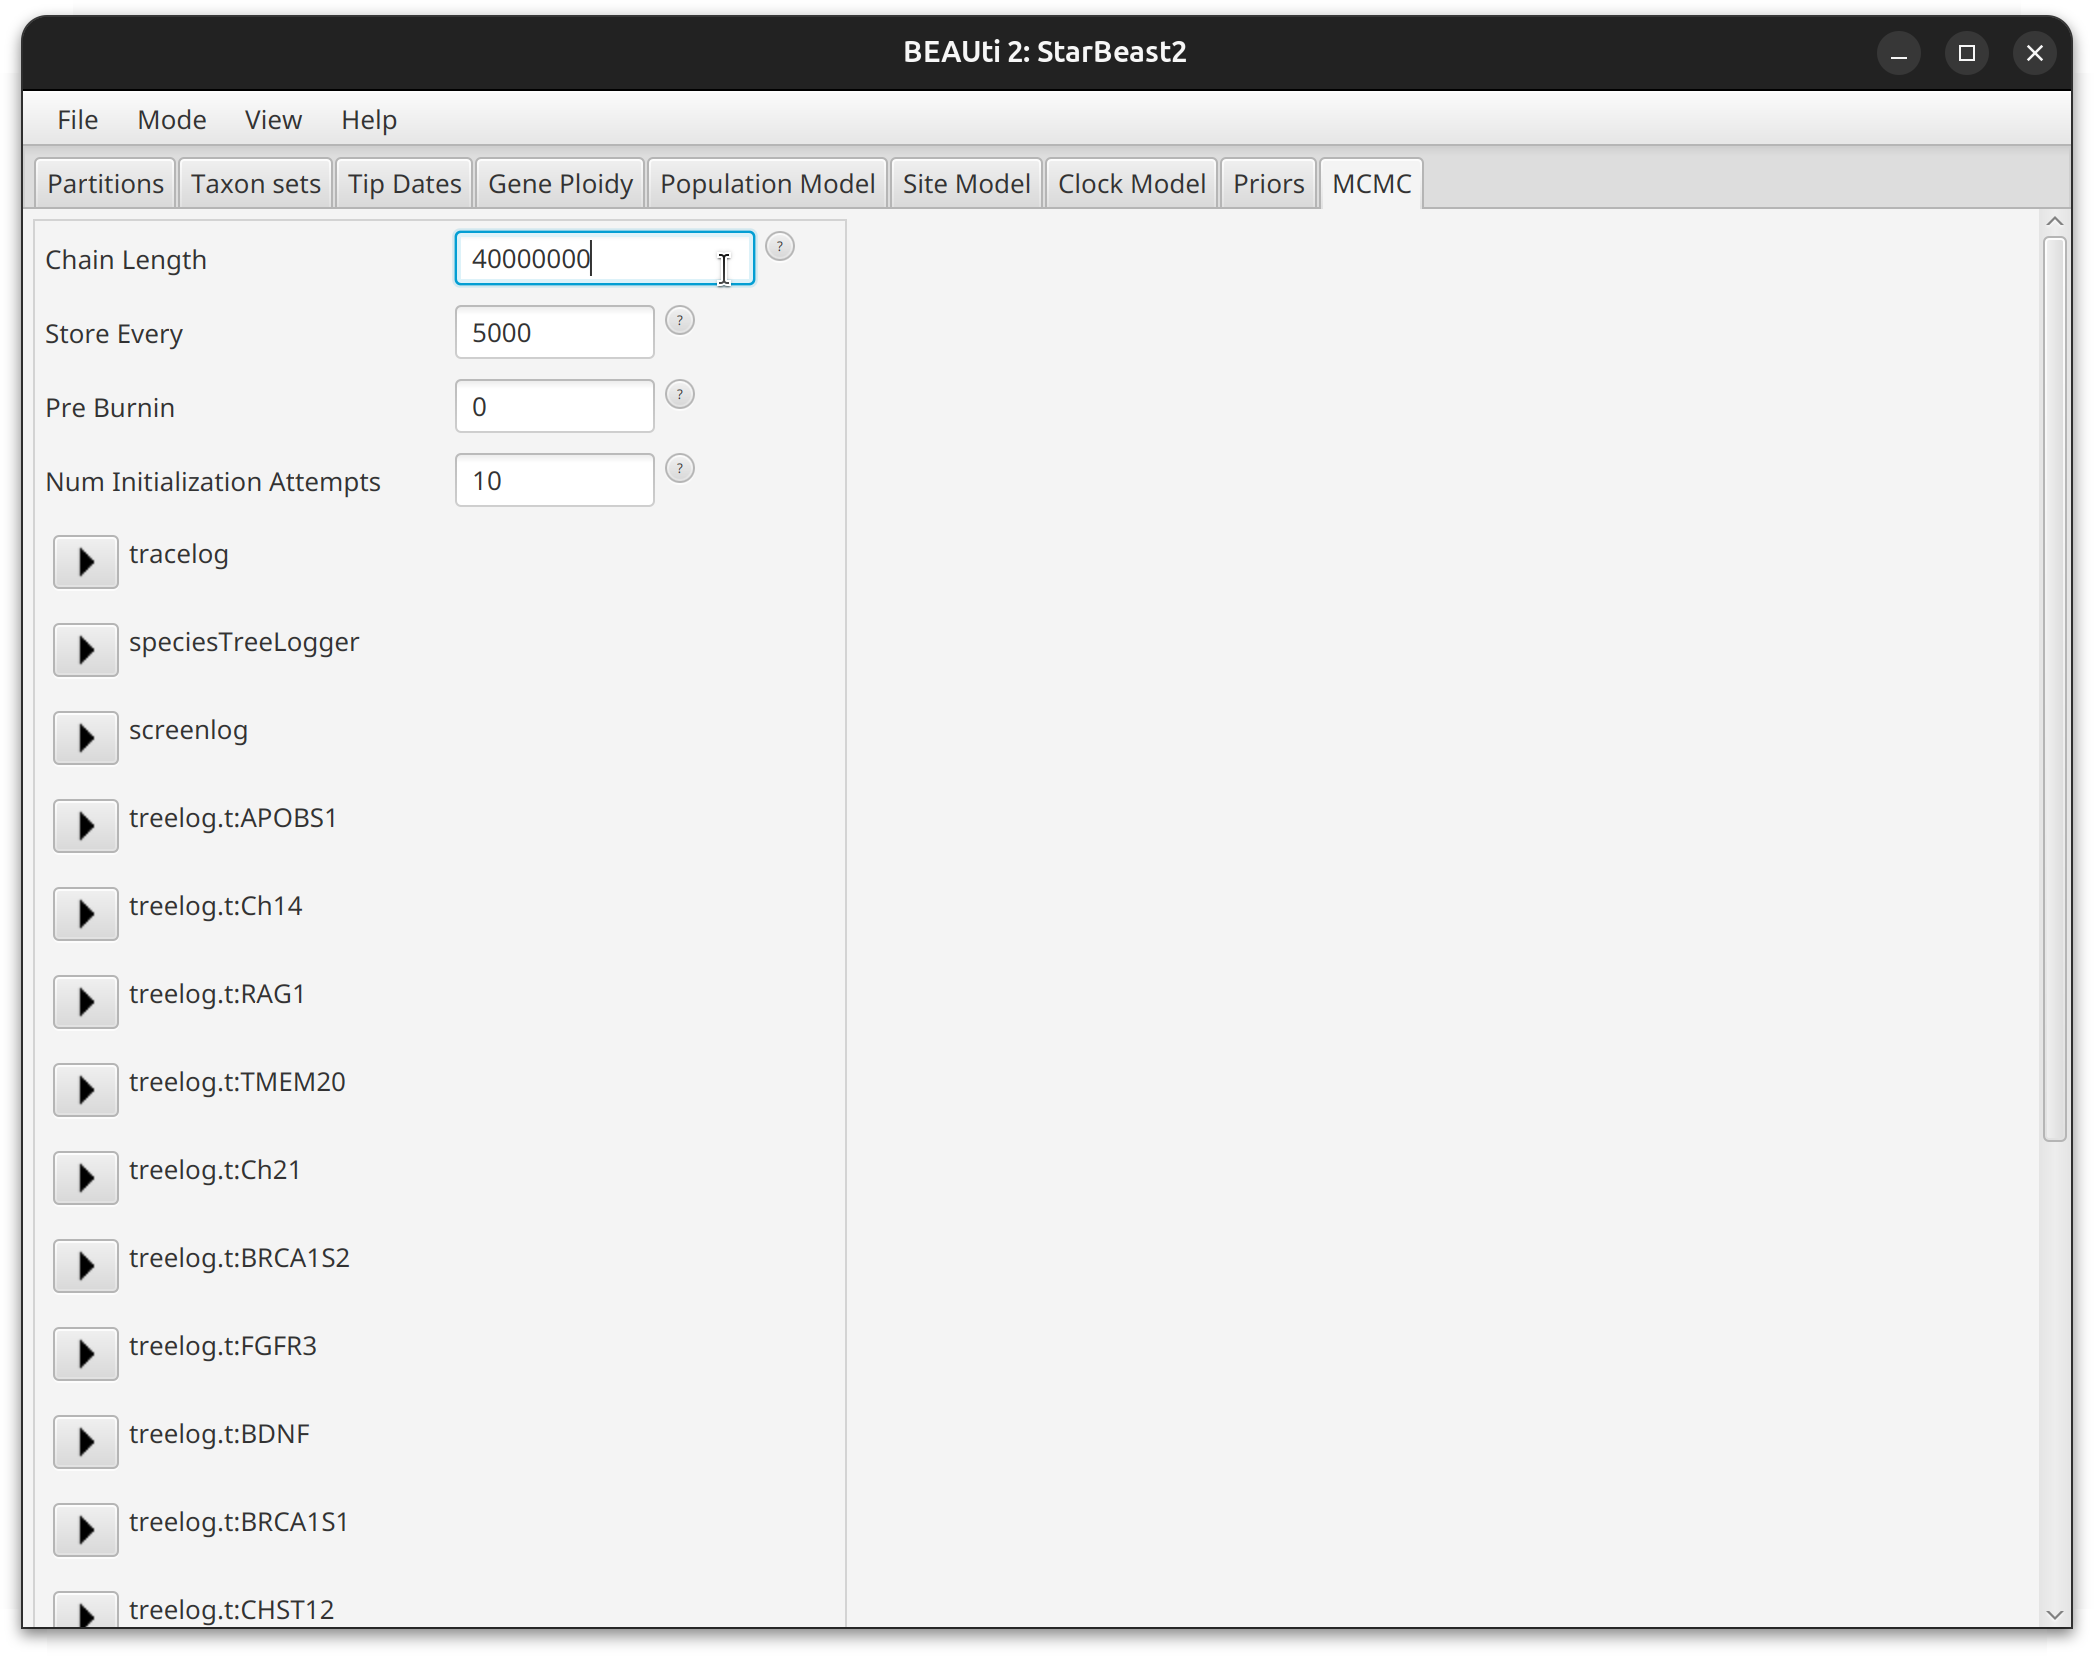 BEAUti 2: StarBeast2
File Mode View Help
Partitions Taxon sets Tip Dates Gene Ploidy Population Model Site Model Clock Model Priors MCMC
Chain Length 40000000 ?
Store Every 5000 ?
Pre Burnin 0 ?
Num Initialization Attempts 10 ?
tracelog
speciesTreeLogger
screenlog
treelog.t:APOBS1
treelog.t:Ch14
treelog.t:RAG1
treelog.t:TMEM20
treelog.t:Ch21
treelog.t:BRCA1S2
treelog.t:FGFR3
treelog.t:BDNF
treelog.t:BRCA1S1
treelog.t:CHST12